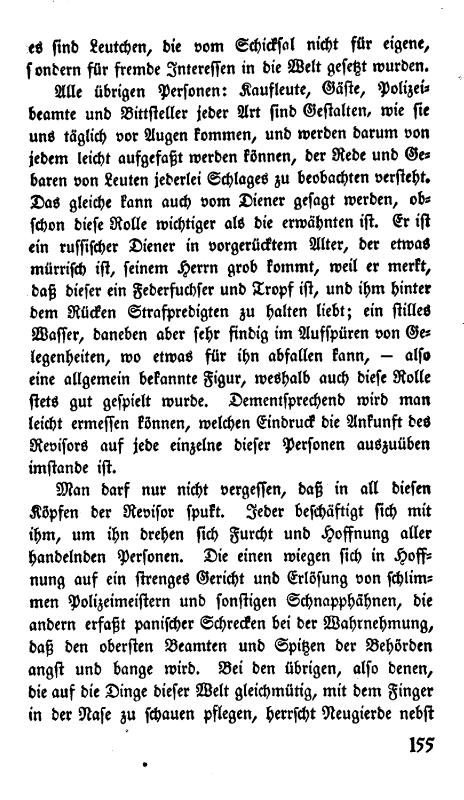 es sind Leutchen, die vom Schicksal nicht für eigene,
sondern für fremde Interessen in die Welt gesetzt wurden.
Alle übrigen Personen: Kaufleute, Gäste, Polizei-
beamte und Bittsteller jeder Art sind Gestalten, wie sie
uns täglich vor Augen kommen, und werden darum von
jedem leicht aufgefaßt werden können, der Rede und Ge-
baren von Leuten jederlei Schlages zu beobachten versteht.
Das gleiche kann auch vom Diener gesagt werden, ob-
schon diese Rolle wichtiger als die erwähnten ist. Er ist
ein russischer Diener in vorgerücktem Alter, der etwas
mürrisch ist, seinem Herrn grob kommt, weil er merkt,
daß dieser ein Federfuchser und Tropf ist, und ihm hinter
dem Rücken Strafpredigten zu halten liebt; ein stilles
Wasser, daneben aber sehr findig im Aufspüren von Ge-
legenheiten, wo etwas für ihn abfallen kann, — also
eine allgemein bekannte Figur, weshalb auch diese Rolle
stets gut gespielt wurde. Dementsprechend wird man
leicht ermessen können, welchen Eindruck die Ankunft des
Revisors auf jede einzelne dieser Personen auszuüben
imstande ist.
Man darf nur nicht vergessen, daß in all diesen
Köpfen der Revisor spukt. Jeder beschäftigt sich mit
ihm, um ihn drehen sich Furcht und Hoffnung aller
handelnden Personen. Die einen wiegen sich in Hoff-
nung auf ein strenges Gericht und Erlösung von schlim-
men Polizeimeistern und sonstigen Schnapphähnen, die
andern erfaßt panischer Schrecken bei der Wahrnehmung,
daß den obersten Beamten und Spitzen der Behörden
angst und bange wird. Bei den übrigen, also denen,
die auf die Dinge dieser Welt gleichmütig, mit dem Finger
in der Nase zu schauen pflegen, herrscht Neugierde nebst
155